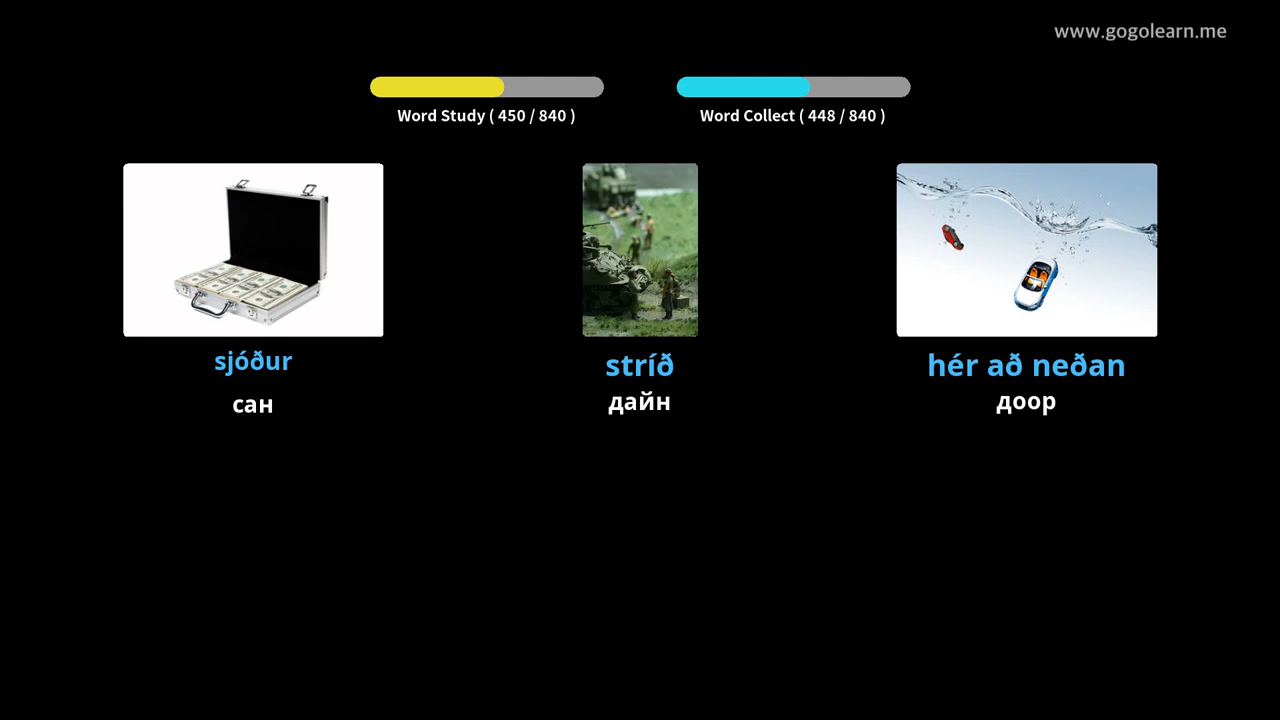 www.gogolearn.me
Word Study ( 450 / 840 )
Word Collect ( 448 / 840 )
sjóður
сан
stríð
дайн
hér að neðan
доор